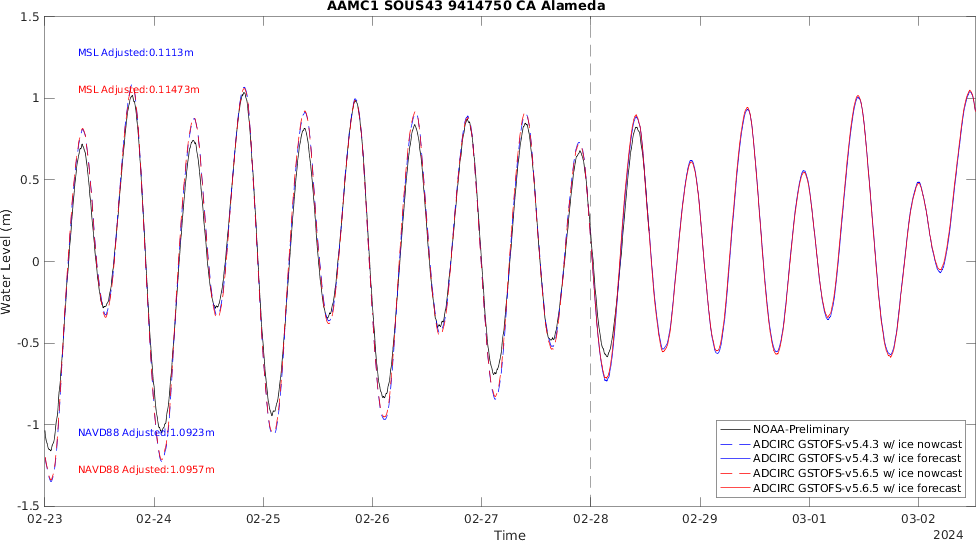 AAMC1 SOUS43 9414750 CA Alameda
1.5
1
0.5
0
-0.5
-1
-1.5
Water Level (m)
MSL Adjusted:0.1113m
MSL Adjusted:0.11473m
NAVD88 Adjusted:1.0923m
NAVD88 Adjusted:1.0957m
NOAA-Preliminary
ADCIRC GSTOFS-v5.4.3 w/ ice nowcast
ADCIRC GSTOFS-v5.4.3 w/ ice forecast
ADCIRC GSTOFS-v5.6.5 w/ ice nowcast
ADCIRC GSTOFS-v5.6.5 w/ ice forecast
02-23 02-24 02-25 02-26 02-27 02-28 02-29 03-01 03-02
Time
2024